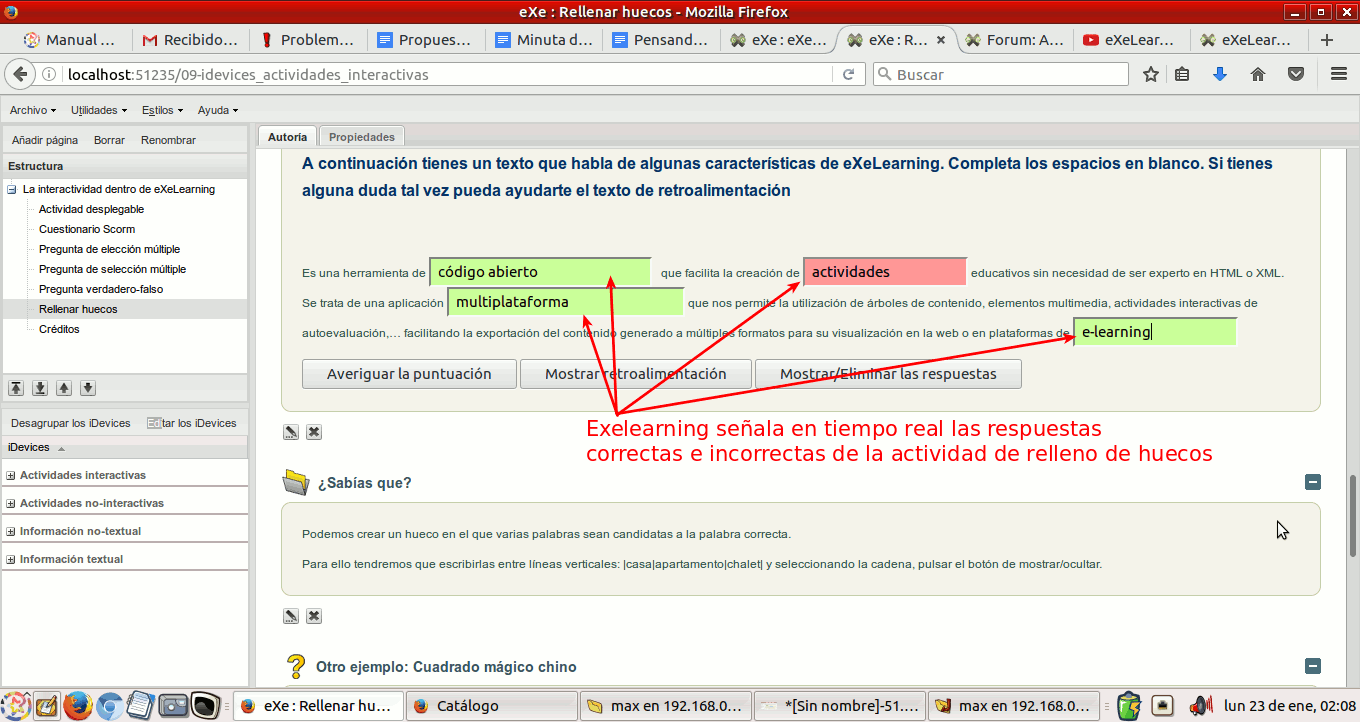 eXe : Rellenar huecos - Mozilla Firefox
Manual ... Recibido... Problem... Propues... Minuta d... Pensand... eXe : eXe... eXe : R... Forum: A... eXeLear... eXeLear...
localhost:51235/09-idevices_actividades_interactivas Buscar
Archivo Utilidades Estilos Ayuda
Añadir página Borrar Renombrar
Estructura
La interactividad dentro de eXeLearning
Actividad desplegable
Cuestionario Scorm
Pregunta de elección múltiple
Pregunta de selección múltiple
Pregunta verdadero-falso
Rellenar huecos
Créditos
Desagrupar los iDevices Editar los iDevices
iDevices
Actividades interactivas
Actividades no-interactivas
Información no-textual
Información textual
Autoría Propiedades
A continuación tienes un texto que habla de algunas características de eXeLearning. Completa los espacios en blanco. Si tienes
alguna duda tal vez pueda ayudarte el texto de retroalimentación
Es una herramienta de código abierto que facilita la creación de actividades educativos sin necesidad de ser experto en HTML o XML.
Se trata de una aplicación multiplataforma que nos permite la utilización de árboles de contenido, elementos multimedia, actividades interactivas de
autoevaluación,... facilitando la exportación del contenido generado a múltiples formatos para su visualización en la web o en plataformas de e-learning
Averiguar la puntuación Mostrar retroalimentación Mostrar/Eliminar las respuestas
Exelearning señala en tiempo real las respuestas
correctas e incorrectas de la actividad de relleno de huecos
¿Sabías que?
Podemos crear un hueco en el que varias palabras sean candidatas a la palabra correcta.
Para ello tendremos que escribirlas entre líneas verticales: |casa|apartamento|chalet| y seleccionando la cadena, pulsar el botón de mostrar/ocultar.
Otro ejemplo: Cuadrado mágico chino
eXe : Rellenar hu... Catálogo max en 192.168.0... *[Sin nombre]-51.... max en 192.168.0... lun 23 de ene, 02:08